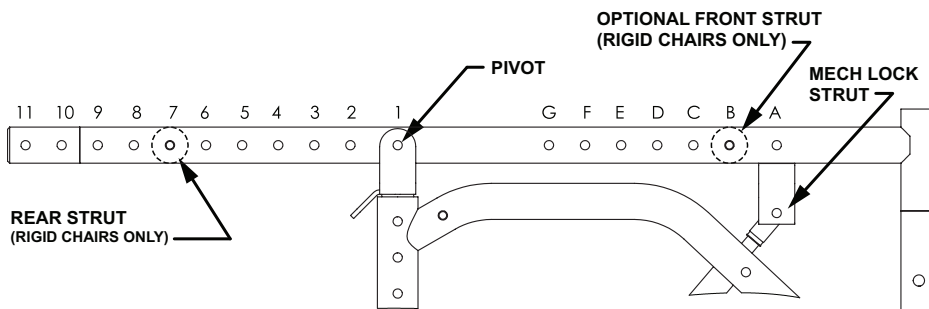 OPTIONAL FRONT STRUT
(RIGID CHAIRS ONLY)
PIVOT
MECH LOCK
STRUT
11 10 9 8 7 6 5 4 3 2 1 G F E D C B A
REAR STRUT
(RIGID CHAIRS ONLY)